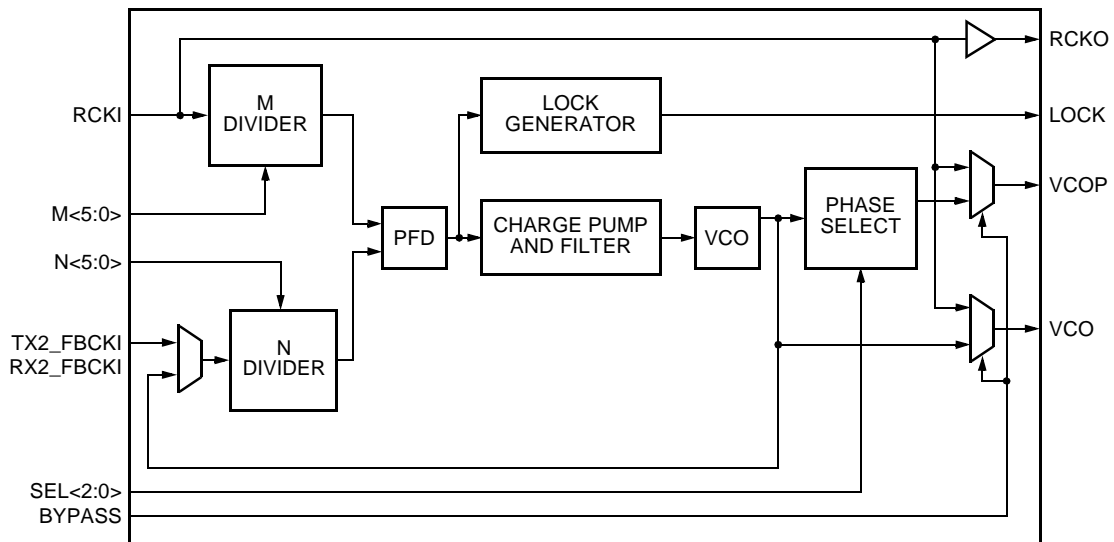 RCKO
RCKI
M
DIVIDER
LOCK
GENERATOR
LOCK
M<5:0>
N<5:0>
PFD
CHARGE PUMP
AND FILTER
VCO
PHASE
SELECT
VCOP
TX2_FBCKI
RX2_FBCKI
N
DIVIDER
VCO
SEL<2:0>
BYPASS